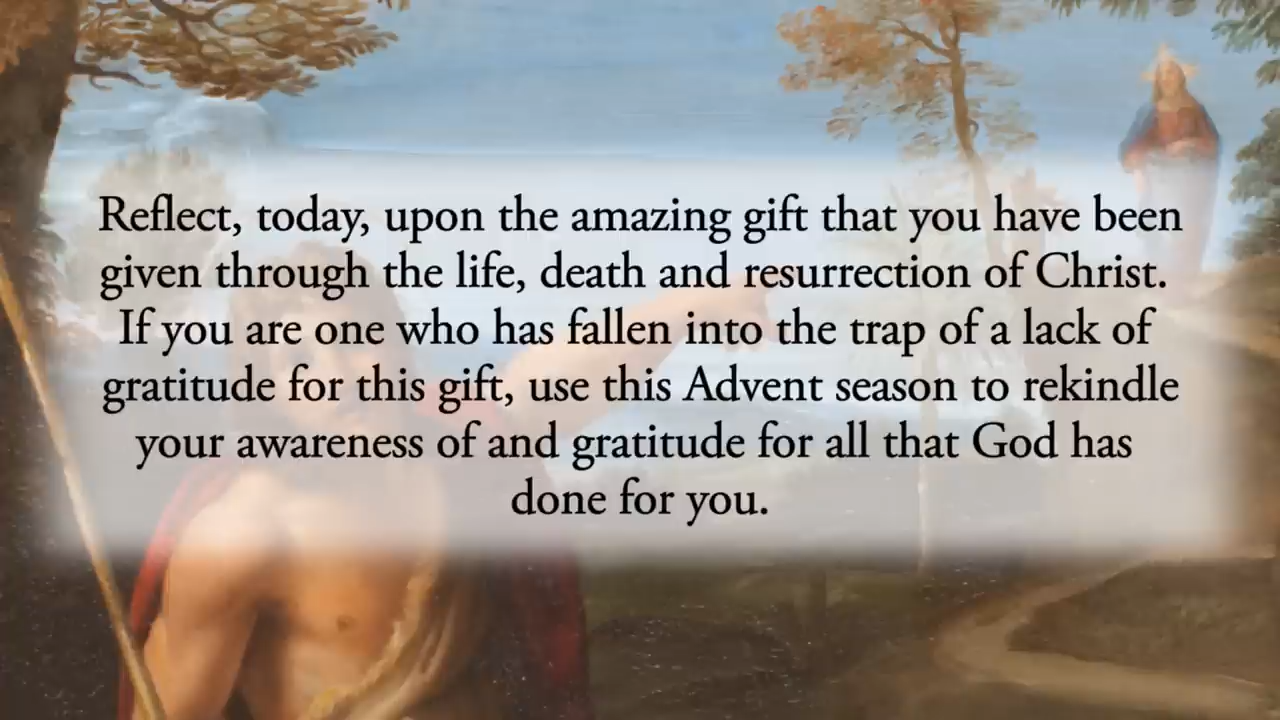 Reflect, today, upon the amazing gift that you have been
given through the life, death and resurrection of Christ.
If you are one who has fallen into the trap of a lack of
gratitude for this gift, use this Advent season to rekindle
your awareness of and gratitude for all that God has
done for you.